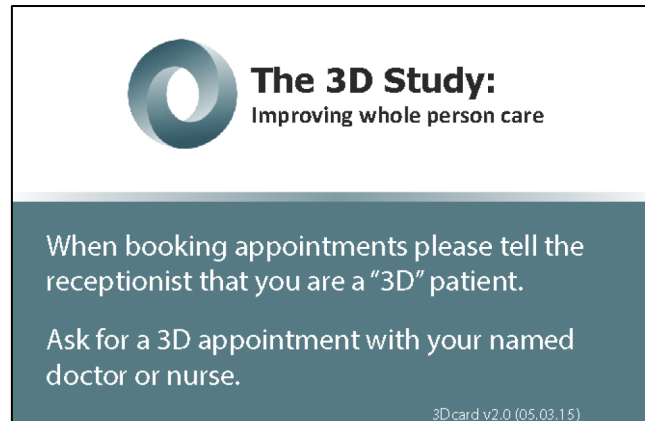 The 3D Study:
Improving whole person care
When booking appointments please tell the
receptionist that you are a “3D” patient.
Ask for a 3D appointment with your named
doctor or nurse.
3Dcard v2.0 (05.03.15)